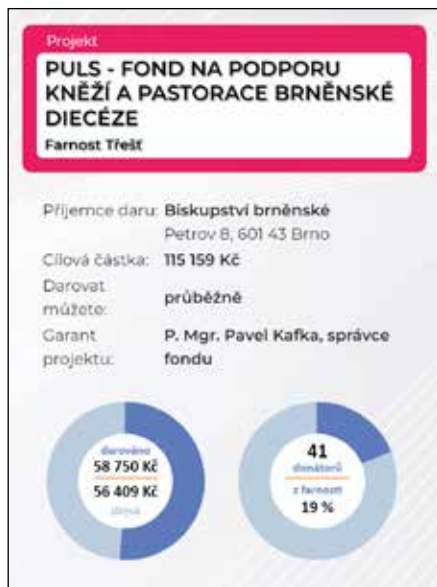 Projekt
PULS - FOND NA PODPORU
KNĚŽÍ A PASTORACE BRNĚNSKÉ
DIECÉZE
Farnost Třešť
Příjemce daru: Biskupství brněnské
Petrov 8, 601 43 Brno
Cílová částka: 115 159 Kč
Darovat
můžete: průběžně
Garant
projektu: P. Mgr. Pavel Kafka, správce
fondu
darováno
58 750 Kč
56 409 Kč
zbývá
41
donátorů
z farnosti
19 %